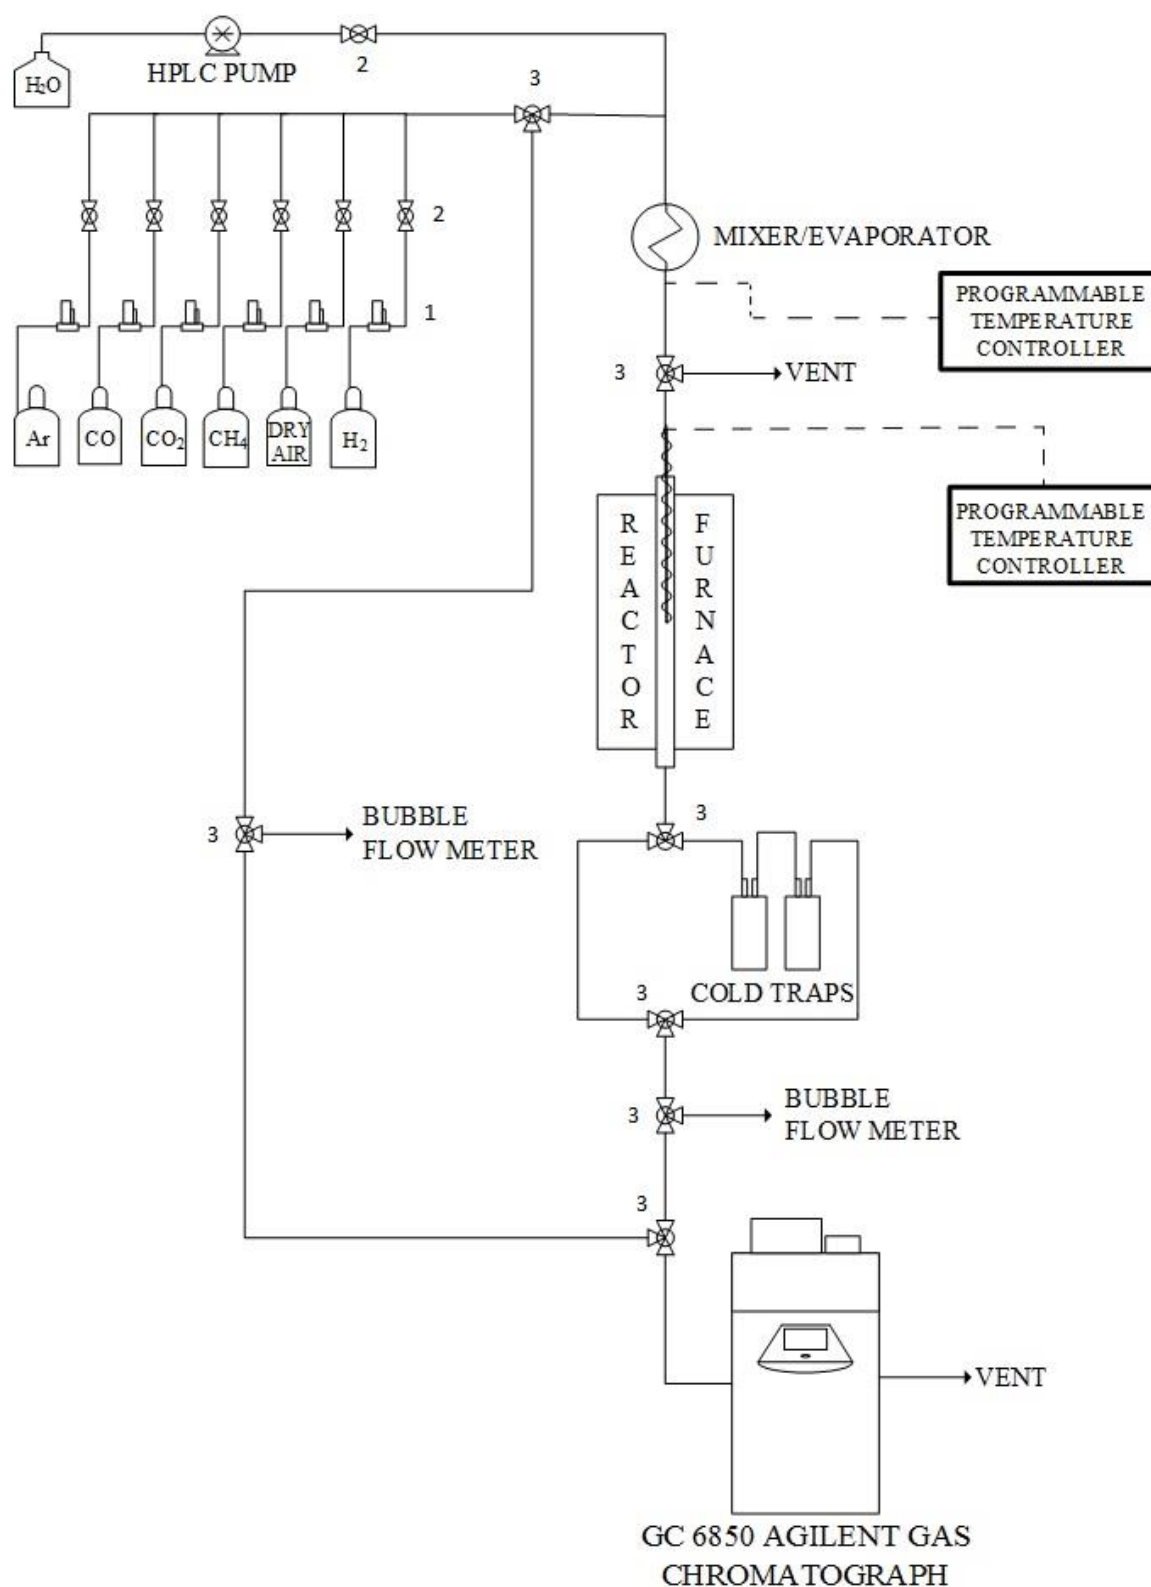 HPLC PUMP
2
H₂O
3
2
MIXER/EVAPORATOR
PROGRAMMABLE
TEMPERATURE
CONTROLLER
1
3
VENT
Ar
CO
CO₂
CH₄
DRY
AIR
H₂
PROGRAMMABLE
TEMPERATURE
CONTROLLER
REACTOR
FURNACE
3
BUBBLE
FLOW METER
3
COLD TRAPS
3
3
BUBBLE
FLOW METER
3
VENT
GC 6850 AGILENT GAS
CHROMATOGRAPH